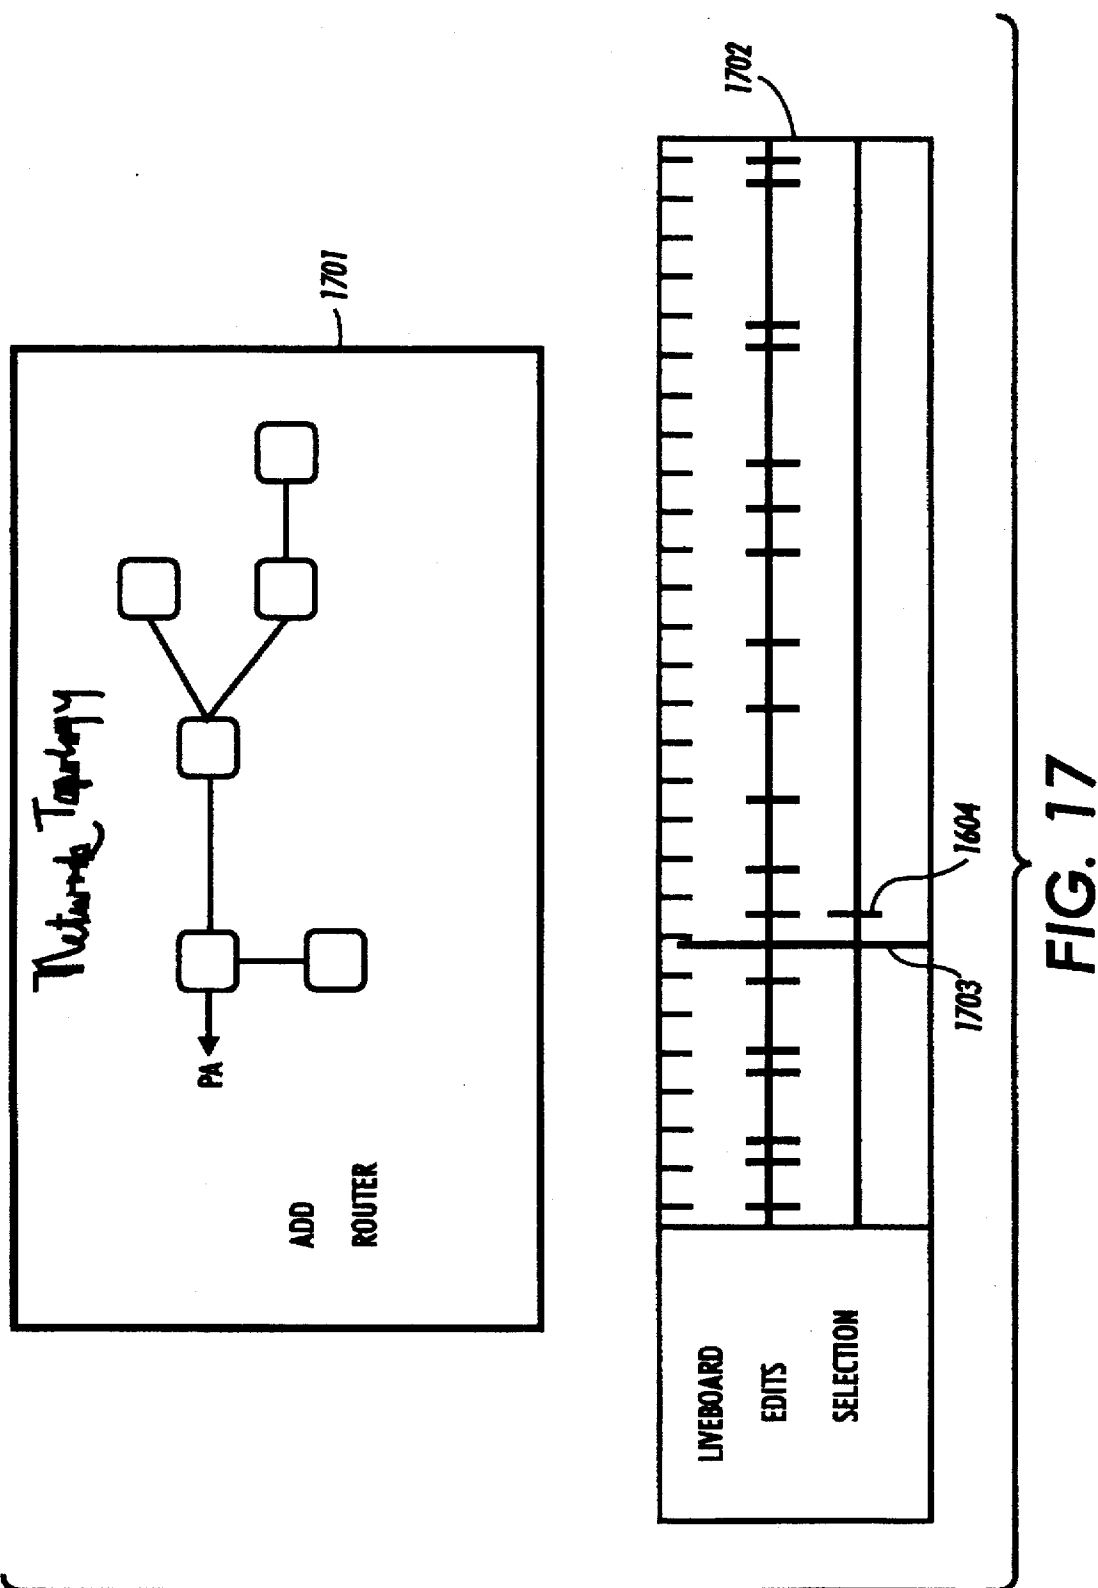 Network Topology
PA
ADD
ROUTER
1701
LIVEBOARD
EDITS
SELECTION
1702
1703
1604
FIG. 17